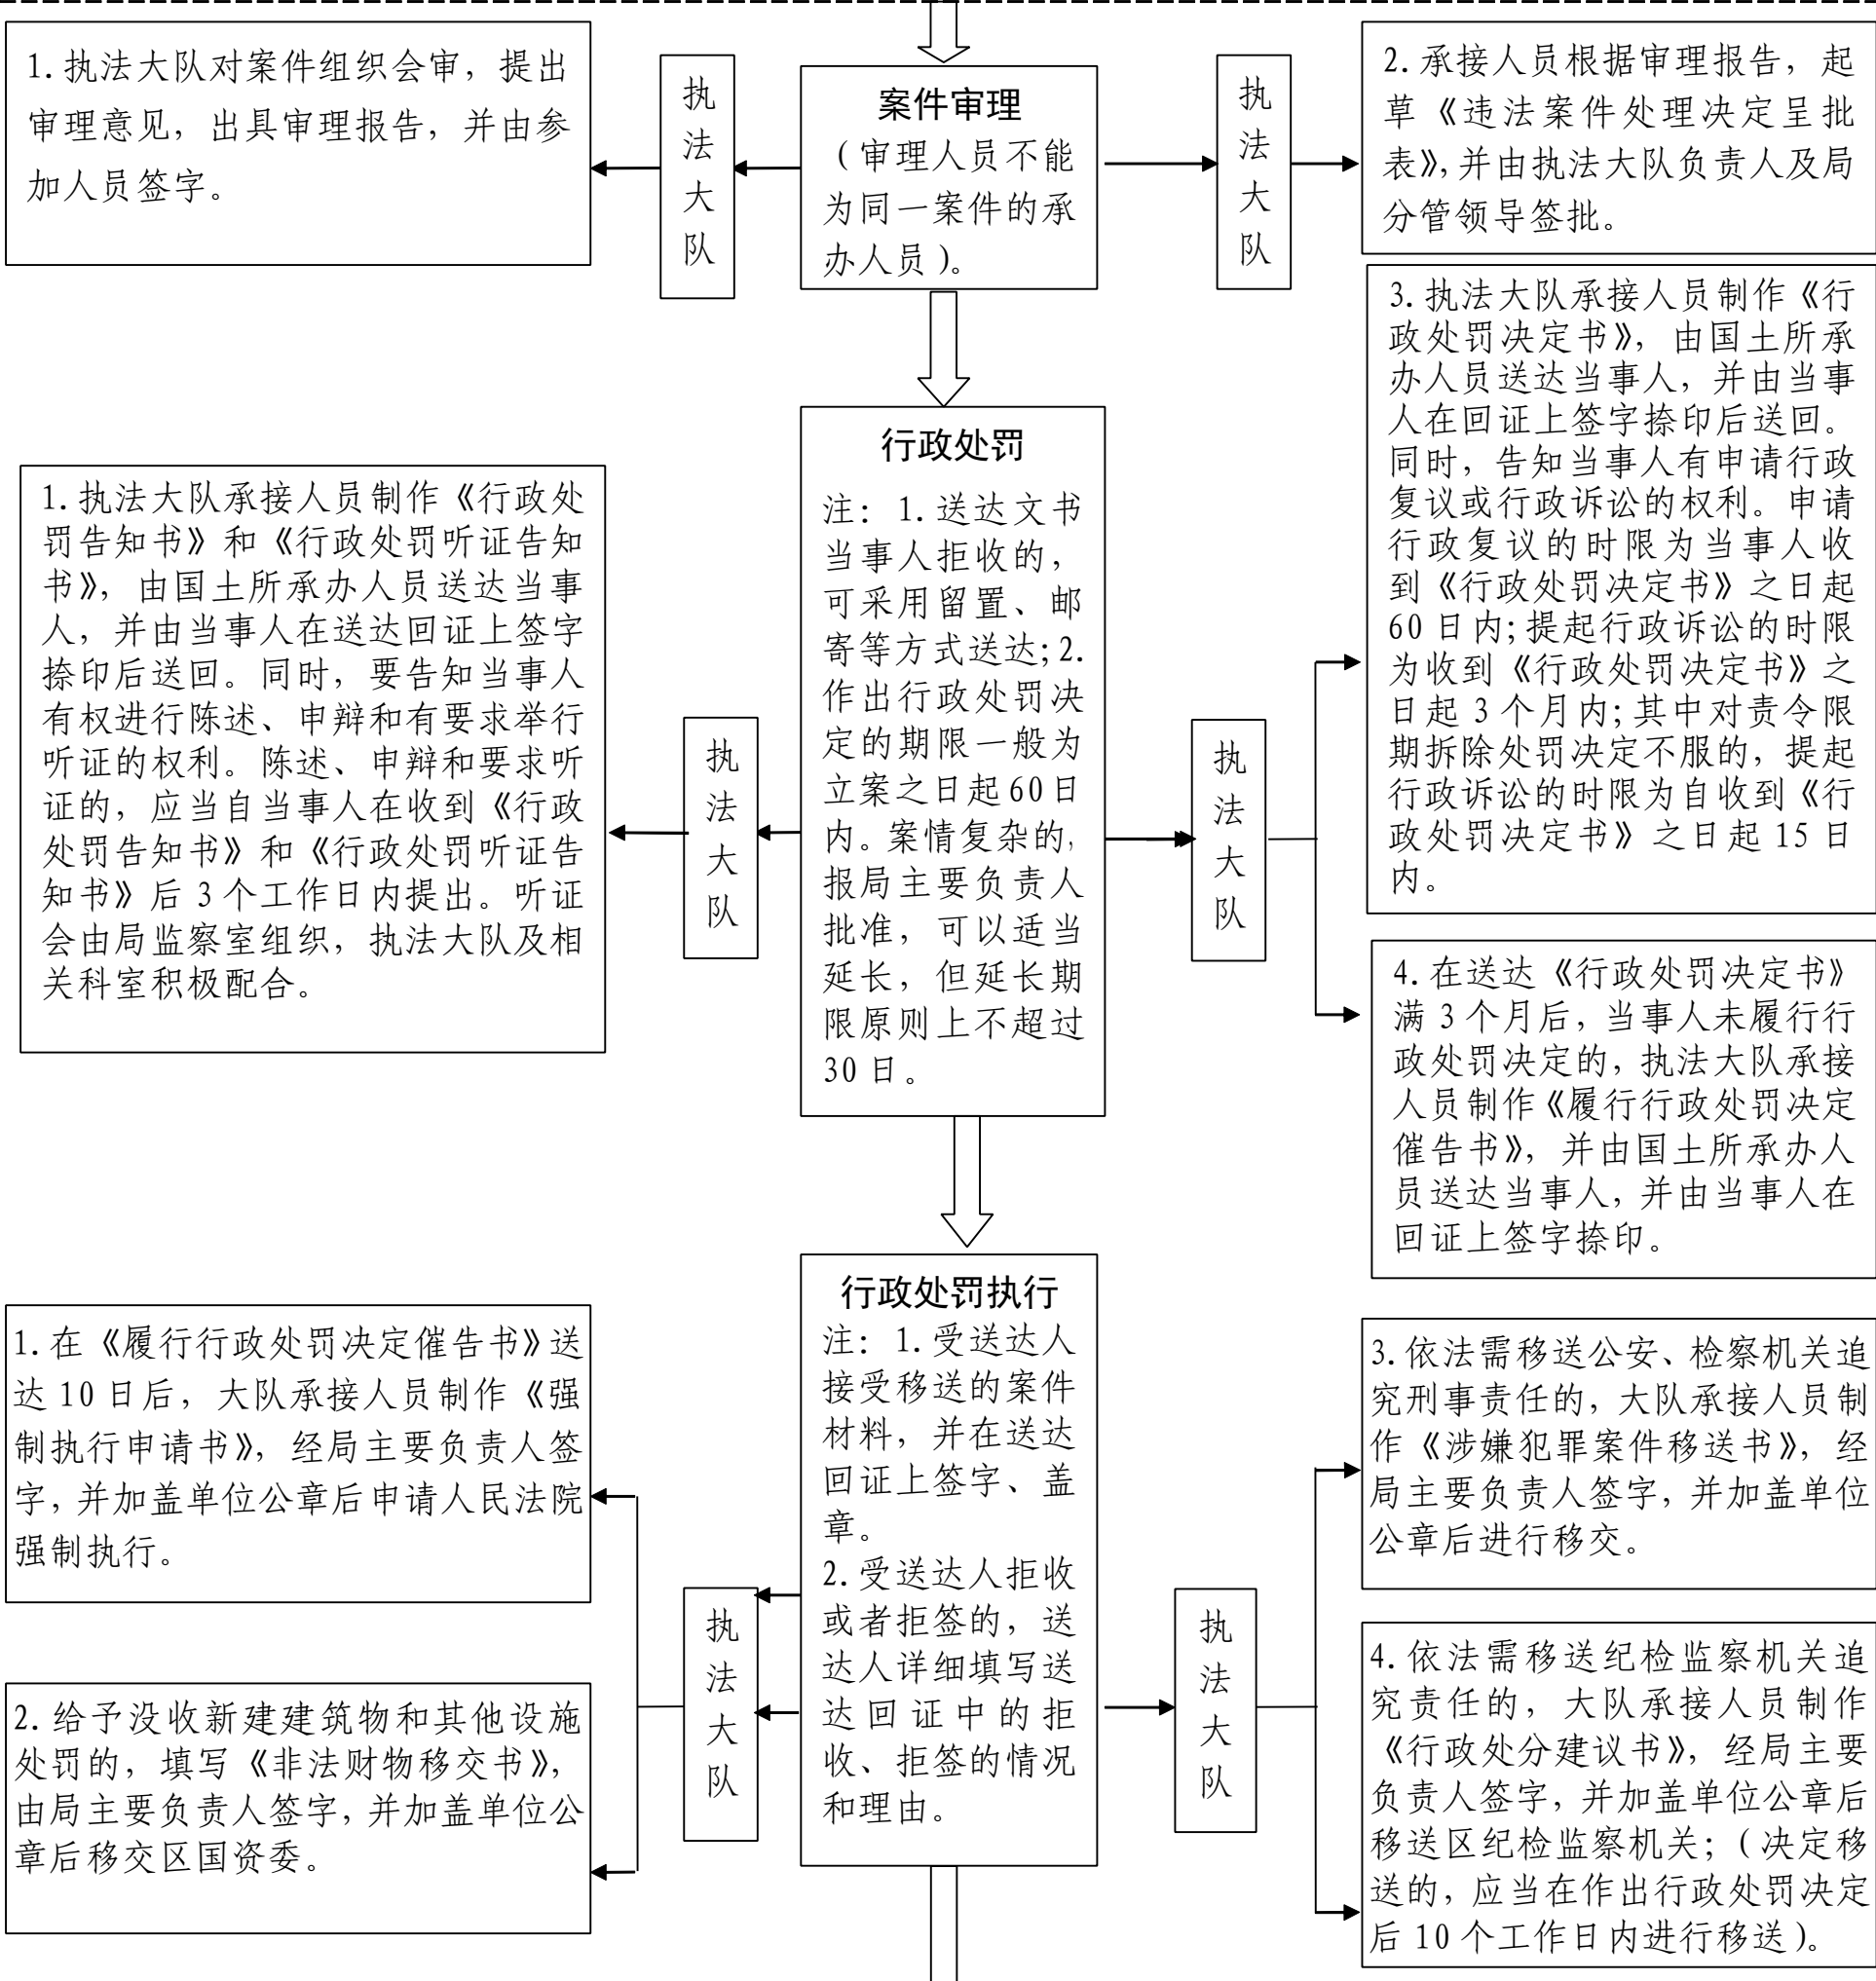 1.执法大队对案件组织会审，提出
审理意见，出具审理报告，并由参
加人员签字。
执
法
大
队
案件审理
（审理人员不能
为同一案件的承
办人员）。
执
法
大
队
2.承接人员根据审理报告，起
草《违法案件处理决定呈批
表》，并由执法大队负责人及局
分管领导签批。
1.执法大队承接人员制作《行政处
罚告知书》和《行政处罚听证告知
书》，由国土所承办人员送达当事
人，并由当事人在送达回证上签字
捺印后送回。同时，要告知当事人
有权进行陈述、申辩和有要求举行
听证的权利。陈述、申辩和要求听
证的，应当自当事人在收到《行政
处罚告知书》和《行政处罚听证告
知书》后3个工作日内提出。听证
会由局监察室组织，执法大队及相
关科室积极配合。
执
法
大
队
行政处罚
注：1.送达文书
当事人拒收的，
可采用留置、邮
寄等方式送达；2.
作出行政处罚决
定的期限一般为
立案之日起60日
内。案情复杂的，
报局主要负责人
批准，可以适当
延长，但延长期
限原则上不超过
30日。
执
法
大
队
3.执法大队承接人员制作《行
政处罚决定书》，由国土所承
办人员送达当事人，并由当事
人在回证上签字捺印后送回。
同时，告知当事人有申请行政
复议或行政诉讼的权利。申请
行政复议的时限为当事人收
到《行政处罚决定书》之日起
60日内；提起行政诉讼的时限
为收到《行政处罚决定书》之
日起3个月内；其中对责令限
期拆除处罚决定不服的，提起
行政诉讼的时限为自收到《行
政处罚决定书》之日起15日
内。
4.在送达《行政处罚决定书》
满3个月后，当事人未履行行
政处罚决定的，执法大队承接
人员制作《履行行政处罚决定
催告书》，并由国土所承办人
员送达当事人，并由当事人在
回证上签字捺印。
1.在《履行行政处罚决定催告书》送
达10日后，大队承接人员制作《强
制执行申请书》，经局主要负责人签
字，并加盖单位公章后申请人民法院
强制执行。
2.给予没收新建建筑物和其他设施
处罚的，填写《非法财物移交书》，
由局主要负责人签字，并加盖单位公
章后移交区国资委。
执
法
大
队
行政处罚执行
注：1.受送达人
接受移送的案件
材料，并在送达
回证上签字、盖
章。
2.受送达人拒收
或者拒签的，送
达人详细填写送
达回证中的拒
收、拒签的情况
和理由。
执
法
大
队
3.依法需移送公安、检察机关追
究刑事责任的，大队承接人员制
作《涉嫌犯罪案件移送书》，经
局主要负责人签字，并加盖单位
公章后进行移交。
4.依法需移送纪检监察机关追
究责任的，大队承接人员制作
《行政处分建议书》，经局主要
负责人签字，并加盖单位公章后
移送区纪检监察机关；（决定移
送的，应当在作出行政处罚决定
后10个工作日内进行移送）。